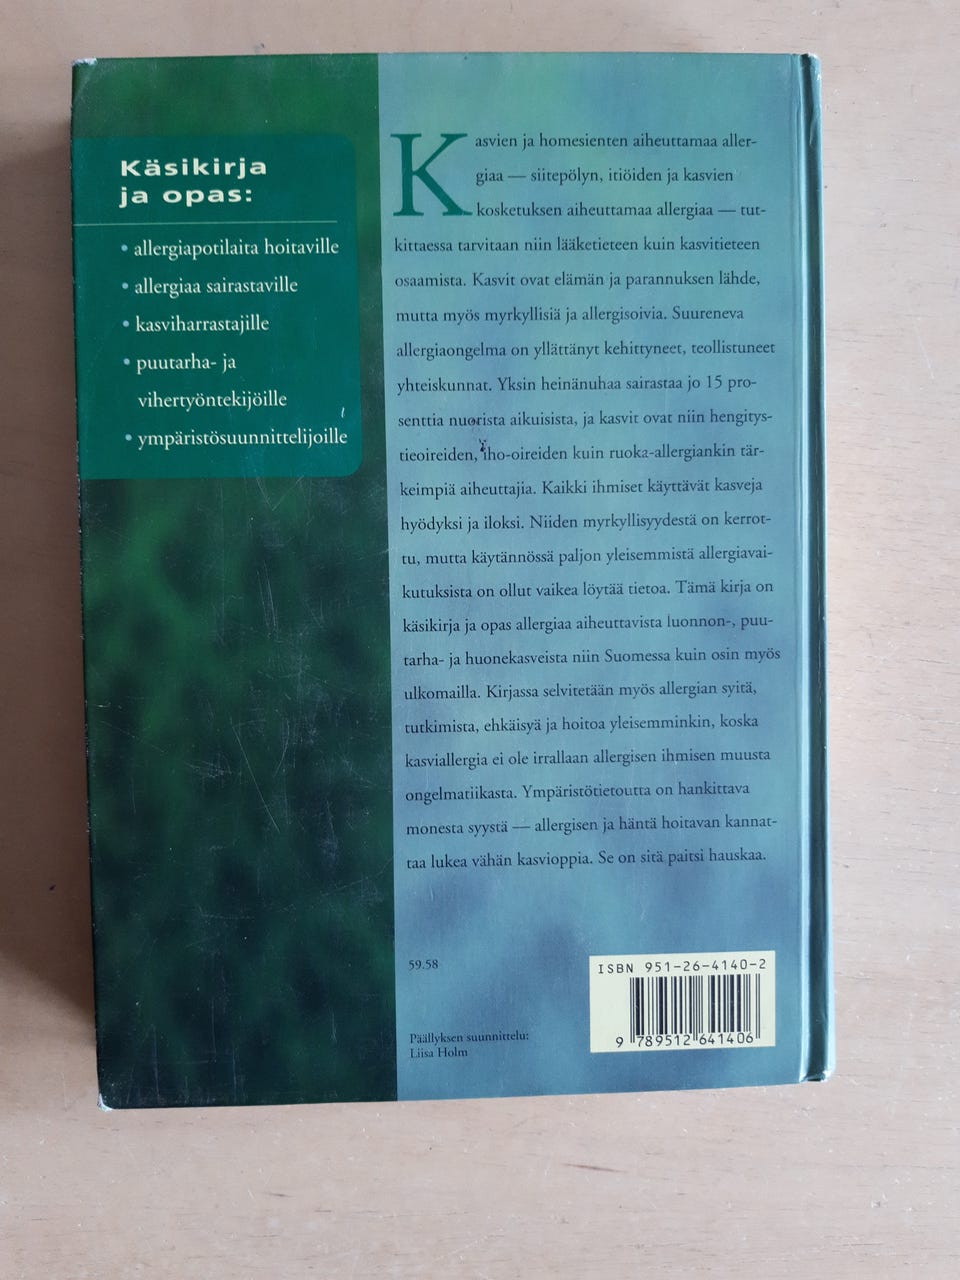 Käsikirja
ja opas:
• allergiapotilaita hoitaville
• allergiaa sairastaville
• kasviharrastajille
• puutarha- ja
vihertyöntekijöille
• ympäristösuunnittelijoille
Kasvien ja homesienten aiheuttamaa aller-
giaa — siitepölyn, itiöiden ja kasvien
kosketuksen aiheuttamaa allergiaa — tut-
kittaessa tarvitaan niin lääketieteen kuin kasvitieteen
osaamista. Kasvit ovat elämän ja parannuksen lähde,
mutta myös myrkyllisiä ja allergisoivia. Suureneva
allergiaongelma on yllättänyt kehittyneet, teollistuneet
yhteiskunnat. Yksin heinänuhaa sairastaa jo 15 pro-
senttia nuorista aikuisista, ja kasvit ovat niin hengitys-
tieoireiden, iho-oireiden kuin ruoka-allergiankin tär-
keimpiä aiheuttajia. Kaikki ihmiset käyttävät kasveja
hyödyksi ja iloksi. Niiden myrkyllisyydestä on kerrot-
tu, mutta käytännössä paljon yleisemmistä allergiavai-
kutuksista on ollut vaikea löytää tietoa. Tämä kirja on
käsikirja ja opas allergiaa aiheuttavista luonnon-, puu-
tarha- ja huonekasveista niin Suomessa kuin osin myös
ulkomailla. Kirjassa selvitetään myös allergian syitä,
tutkimista, ehkäisyä ja hoitoa yleisemminkin, koska
kasviallergia ei ole irrallaan allergisen ihmisen muusta
ongelmatiikasta. Ympäristötietoutta on hankittava
monesta syystä — allergisen ja häntä hoitavan kannat-
taa lukea vähän kasvioppia. Se on sitä paitsi hauskaa.
59.58
Päällyksen suunnittelu:
Liisa Holm
ISBN 951-26-4140-2
9 789512 641406